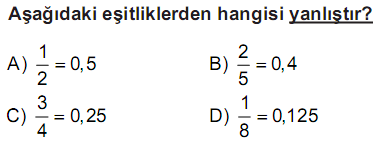 Aşağıdaki eşitliklerden hangisi yanlıştır?
A) 1/2 = 0,5 B) 2/5 = 0,4
C) 3/4 = 0,25 D) 1/8 = 0,125